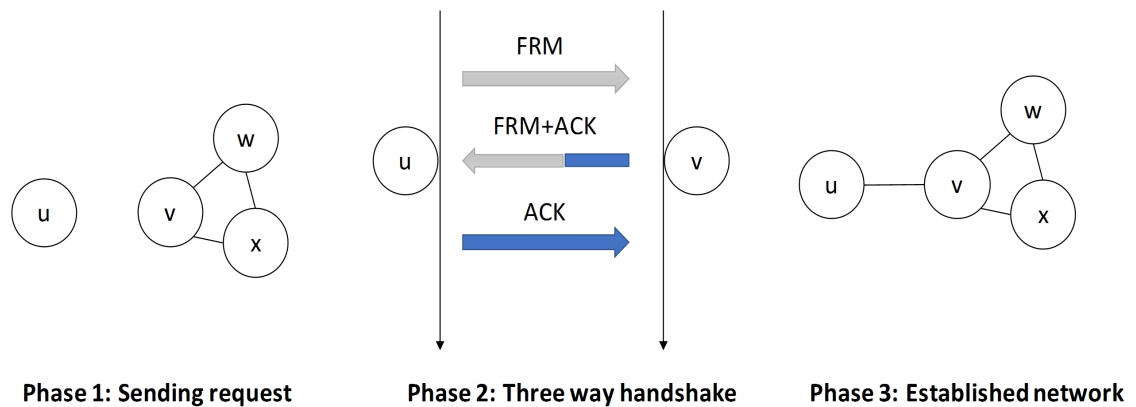 u
w
v
x
Phase 1: Sending request
FRM
FRM+ACK
ACK
u
v
Phase 2: Three way handshake
w
u
v
x
Phase 3: Established network